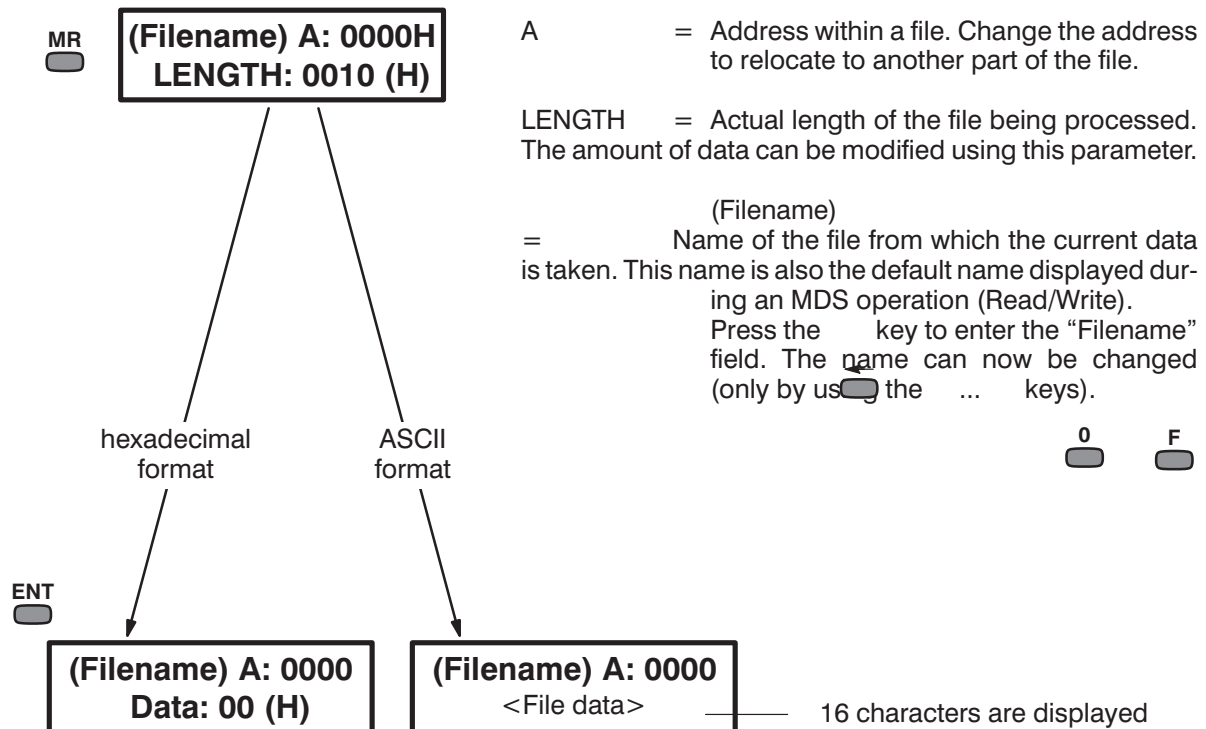 MR
(Filename) A: 0000H
LENGTH: 0010 (H)
A = Address within a file. Change the address
to relocate to another part of the file.
LENGTH = Actual length of the file being processed.
The amount of data can be modified using this parameter.
(Filename)
= Name of the file from which the current data
is taken. This name is also the default name displayed dur-
ing an MDS operation (Read/Write).
Press the key to enter the “Filename”
field. The name can now be changed
(only by the ... keys).
0 F
hexadecimal
format
ASCII
format
ENT
(Filename) A: 0000
Data: 00 (H)
(Filename) A: 0000
<File data>
16 characters are displayed